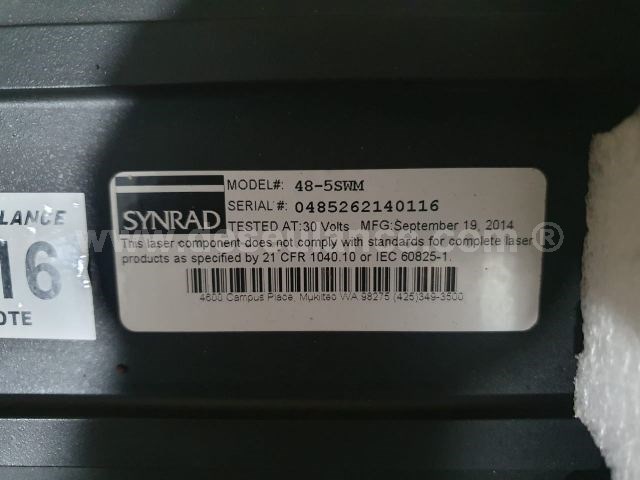 SYNRAD
MODEL#: 48-5SWM
SERIAL#: 0485262140116
TESTED AT:30 Volts MFG:September 19, 2014
This laser component does not comply with standards for complete laser
products as specified by 21 CFR 1040.10 or IEC 60825-1.
4600 Campus Place, Mukilteo WA 98275 (425)349-3500
LANCE
16
OTE